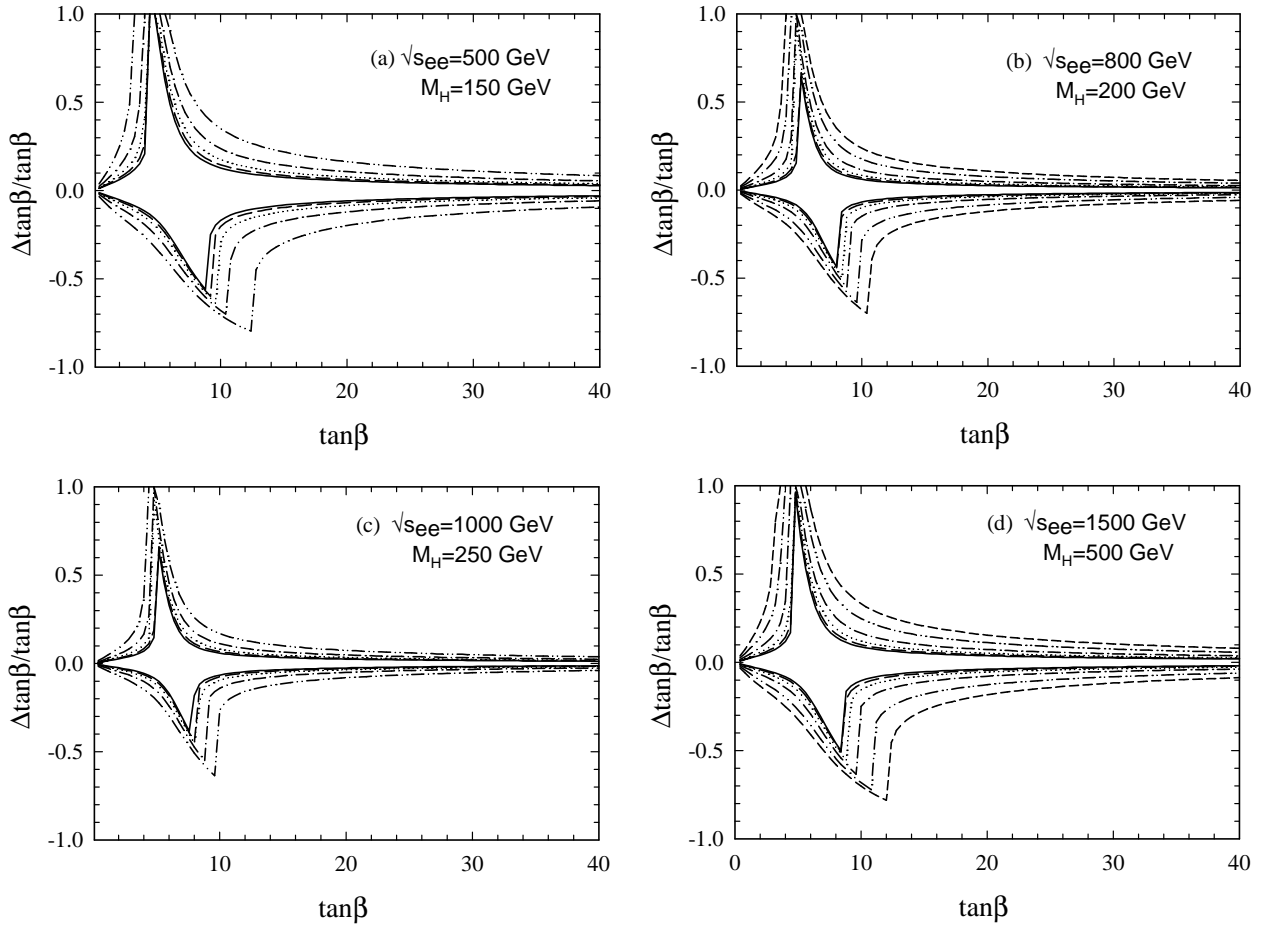 1.0
0.5
0.0
-0.5
-1.0
Δtanβ/tanβ
(a) √see=500 GeV
MH=150 GeV
10 20 30 40
tanβ
1.0
0.5
0.0
-0.5
-1.0
Δtanβ/tanβ
(b) √see=800 GeV
MH=200 GeV
10 20 30 40
tanβ
1.0
0.5
0.0
-0.5
-1.0
Δtanβ/tanβ
(c) √see=1000 GeV
MH=250 GeV
10 20 30 40
tanβ
1.0
0.5
0.0
-0.5
-1.0
Δtanβ/tanβ
(d) √see=1500 GeV
MH=500 GeV
0 10 20 30 40
tanβ